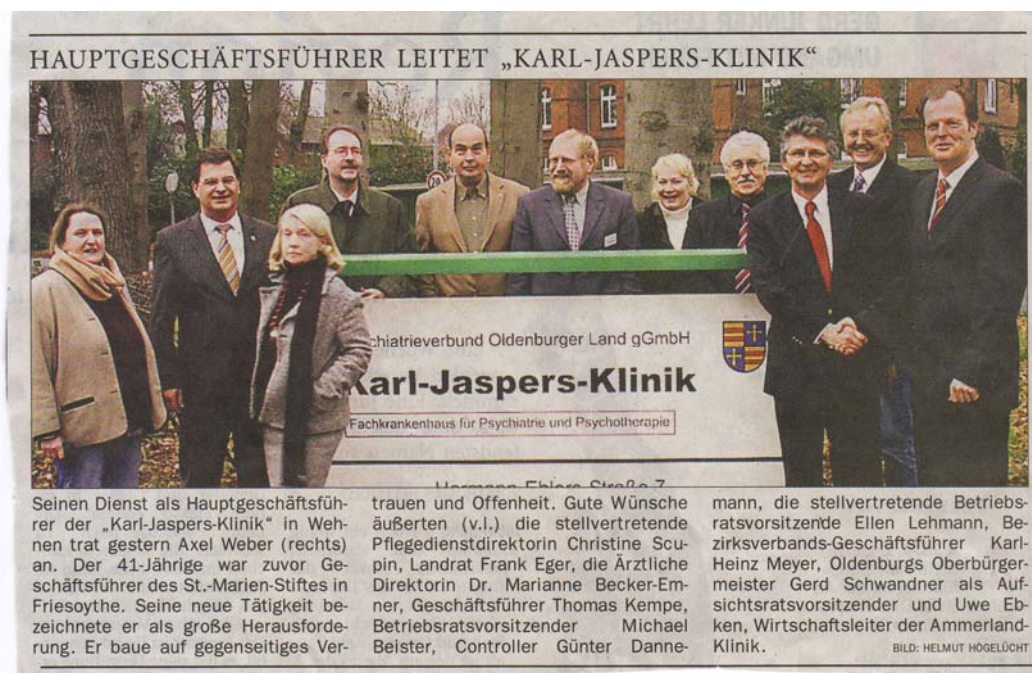 HAUPTGESCHÄFTSFÜHRER LEITET „KARL-JASPERS-KLINIK“
chiatrieverbund Oldenburger Land gGmbH
Karl-Jaspers-Klinik
Fachkrankenhaus für Psychiatrie und Psychotherapie
Hermann-Ehlers-Straße 7
Seinen Dienst als Hauptgeschäftsfüh-
rer der „Karl-Jaspers-Klinik“ in Weh-
nen trat gestern Axel Weber (rechts)
an. Der 41-Jährige war zuvor Ge-
schäftsführer des St.-Marien-Stiftes in
Friesoythe. Seine neue Tätigkeit be-
zeichnete er als große Herausforde-
rung. Er baue auf gegenseitiges Ver-
trauen und Offenheit. Gute Wünsche
äußerten (v.l.) die stellvertretende
Pflegedienstdirektorin Christine Scu-
pin, Landrat Frank Eger, die Ärztliche
Direktorin Dr. Marianne Becker-Em-
ner, Geschäftsführer Thomas Kempe,
Betriebsratsvorsitzender Michael
Beister, Controller Günter Danne-
mann, die stellvertretende Betriebs-
ratsvorsitzende Ellen Lehmann, Be-
zirksverbands-Geschäftsführer Karl-
Heinz Meyer, Oldenburgs Oberbürger-
meister Gerd Schwandner als Auf-
sichtsratsvorsitzender und Uwe Eb-
ken, Wirtschaftsleiter der Ammerland-
Klinik.
BILD: HELMUT HOGELÜCHT